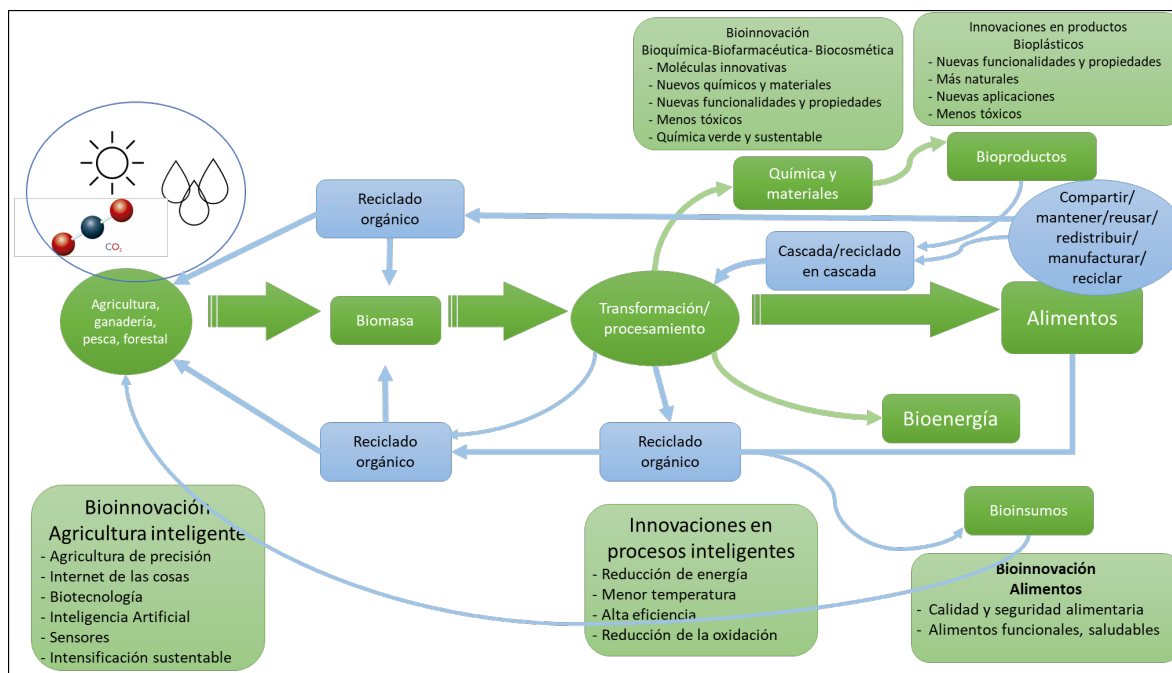 Bioinnovación
Bioquímica-Biofarmacéutica- Biocosmética
- Moléculas innovativas
- Nuevos químicos y materiales
- Nuevas funcionalidades y propiedades
- Menos tóxicos
- Química verde y sustentable
Innovaciones en productos
Bioplásticos
- Nuevas funcionalidades y propiedades
- Más naturales
- Nuevas aplicaciones
- Menos tóxicos
Química y
materiales
Bioproductos
CO2
Reciclado
orgánico
Compartir/
mantener/reusar/
redistribuir/
manufacturar/
reciclar
Cascada/reciclado
en cascada
Agricultura,
ganadería,
pesca, forestal
Biomasa
Transformación/
procesamiento
Alimentos
Bioenergía
Reciclado
orgánico
Reciclado
orgánico
Bioinsumos
Bioinnovación
Agricultura inteligente
- Agricultura de precisión
- Internet de las cosas
- Biotecnología
- Inteligencia Artificial
- Sensores
- Intensificación sustentable
Innovaciones en
procesos inteligentes
- Reducción de energía
- Menor temperatura
- Alta eficiencia
- Reducción de la oxidación
Bioinnovación
Alimentos
- Calidad y seguridad alimentaria
- Alimentos funcionales, saludables